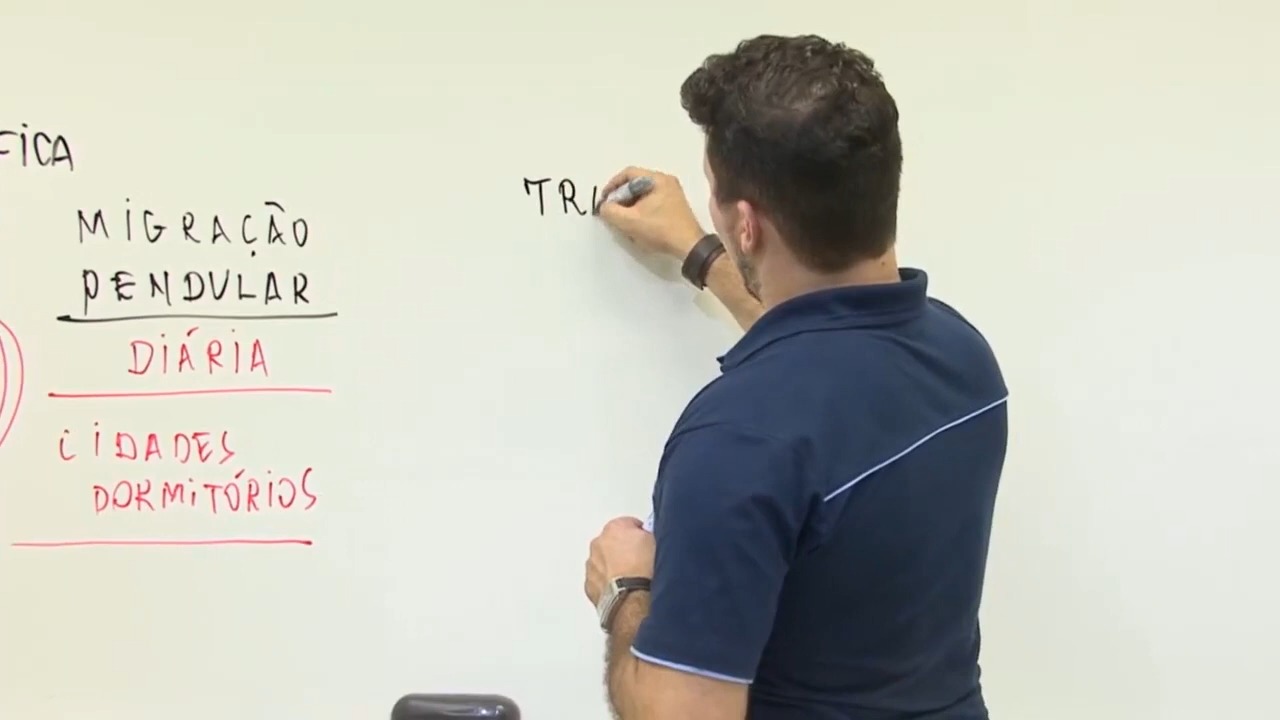 FICA
MIGRAÇÃO
PENDULAR
DIÁRIA
CIDADES
DORMITÓRIOS
TR